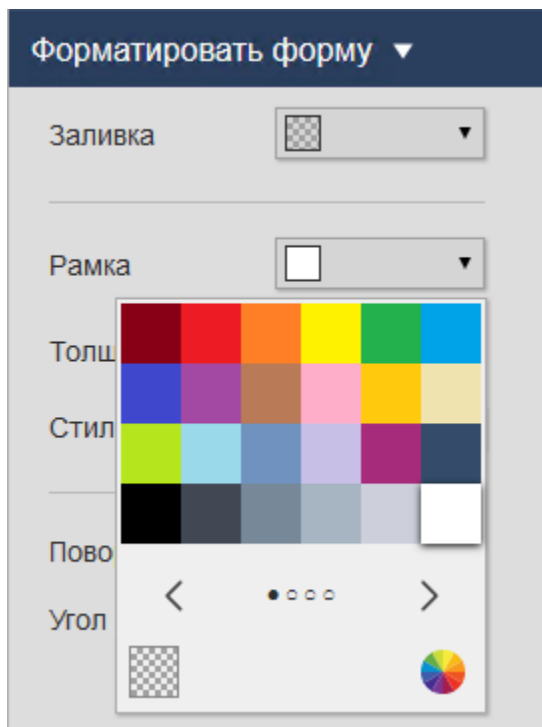 Форматировать форму
Заливка
Рамка
Толщ
Стил
Пово
Угол